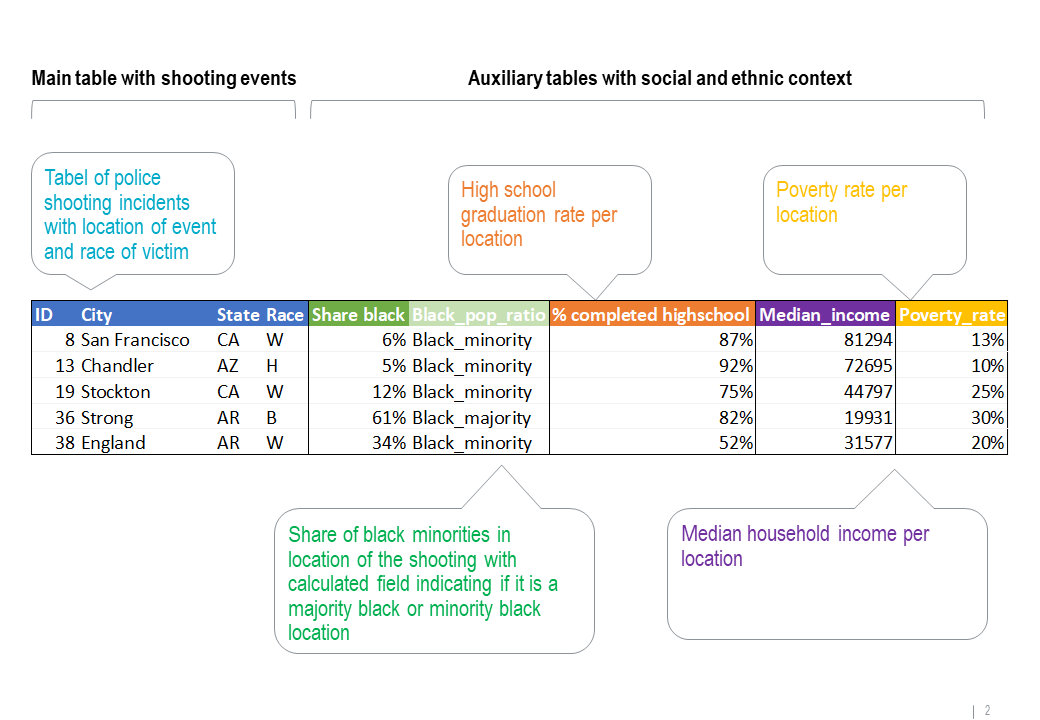 Main table with shooting events
Auxiliary tables with social and ethnic context
Tabel of police
shooting incidents
with location of event
and race of victim
High school
graduation rate per
location
Poverty rate per
location
ID City State Race Share black Black_pop_ratio % completed highschool Median_income Poverty_rate
8 San Francisco CA W 6% Black_minority 87% 81294 13%
13 Chandler AZ H 5% Black_minority 92% 72695 10%
19 Stockton CA W 12% Black_minority 75% 44797 25%
36 Strong AR B 61% Black_majority 82% 19931 30%
38 England AR W 34% Black_minority 52% 31577 20%
Share of black minorities in
location of the shooting with
calculated field indicating if it is a
majority black or minority black
location
Median household income per
location
| 2